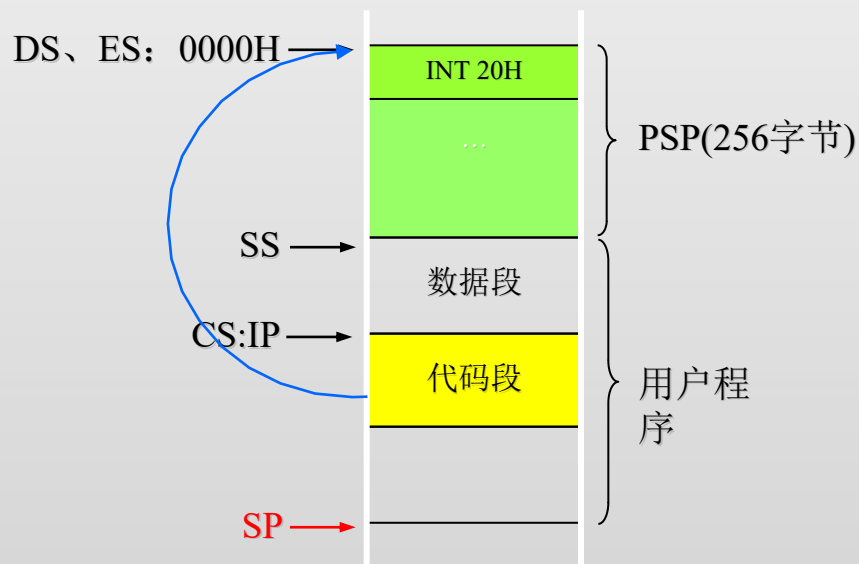 DS、ES：0000H
INT 20H
…
PSP(256字节)
SS
数据段
CS:IP
代码段
用户程
序
SP